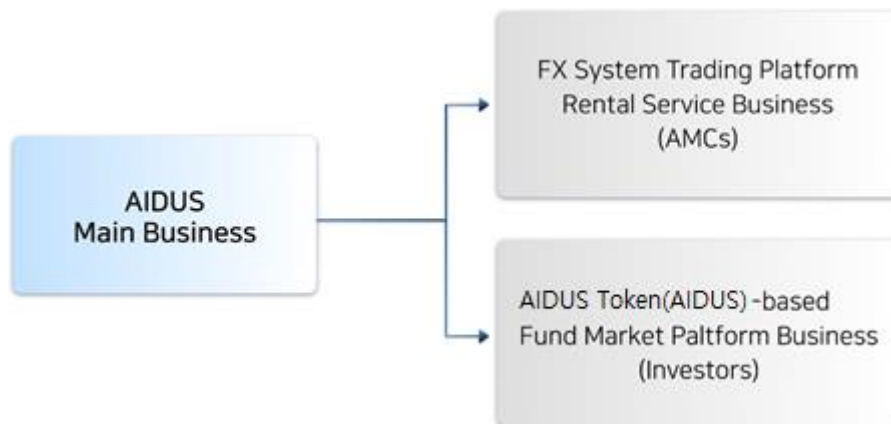 AIDUS
Main Business
FX System Trading Platform
Rental Service Business
(AMCs)
AIDUS Token(AIDUS) -based
Fund Market Paltform Business
(Investors)